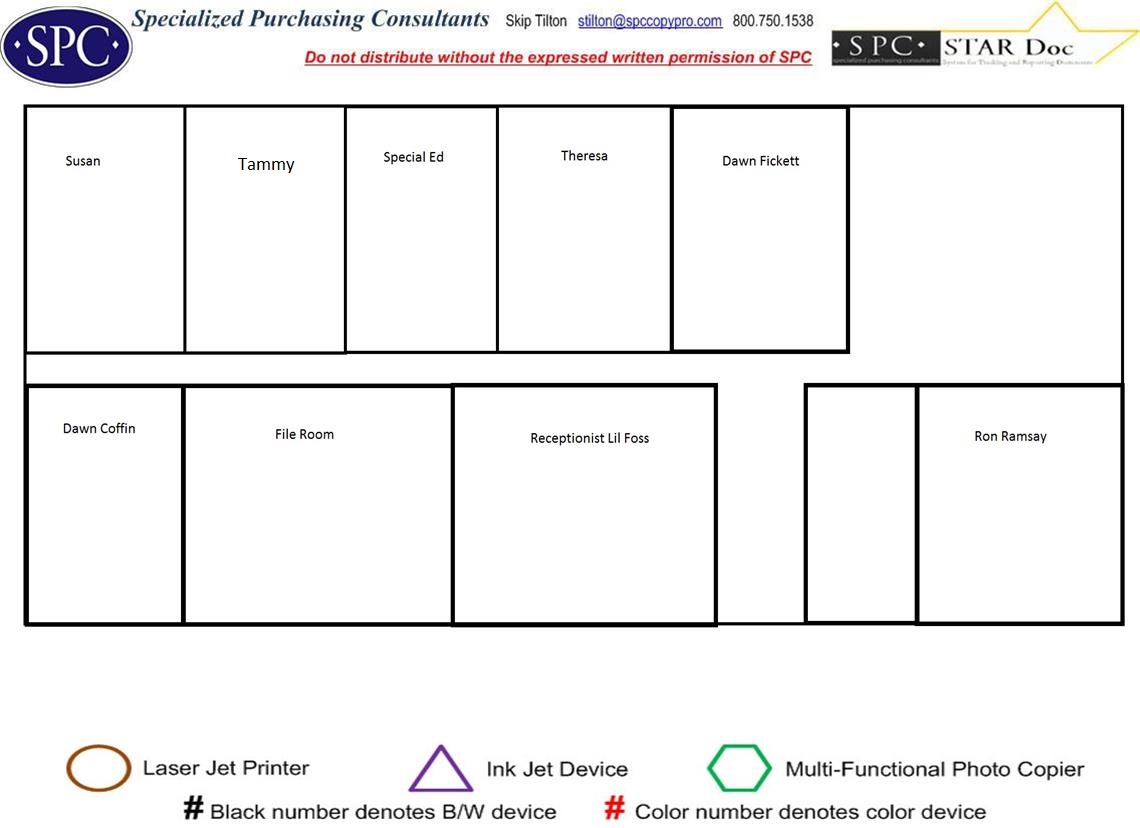 SPC
Specialized Purchasing Consultants Skip Tilton stilton@spccopypro.com 800.750.1538
Do not distribute without the expressed written permission of SPC
· SPC · STAR Doc
specialized purchasing consultants System for Tracking and Reporting Documents
Susan
Tammy
Special Ed
Theresa
Dawn Fickett
Dawn Coffin
File Room
Receptionist Lil Foss
Ron Ramsay
Laser Jet Printer
Ink Jet Device
Multi-Functional Photo Copier
# Black number denotes B/W device
# Color number denotes color device